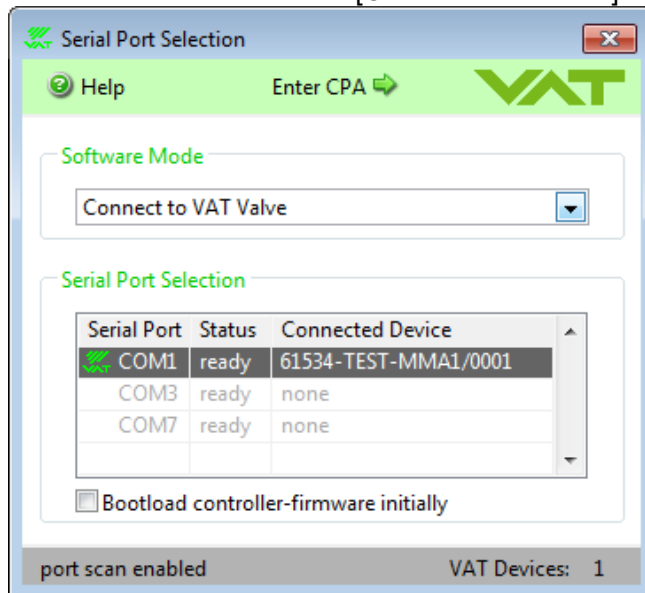 Serial Port Selection
Help Enter CPA VAT
Software Mode
Connect to VAT Valve
Serial Port Selection
Serial Port Status Connected Device
VAT COM1 ready 61534-TEST-MMA1/0001
COM3 ready none
COM7 ready none
Bootload controller-firmware initially
port scan enabled VAT Devices: 1